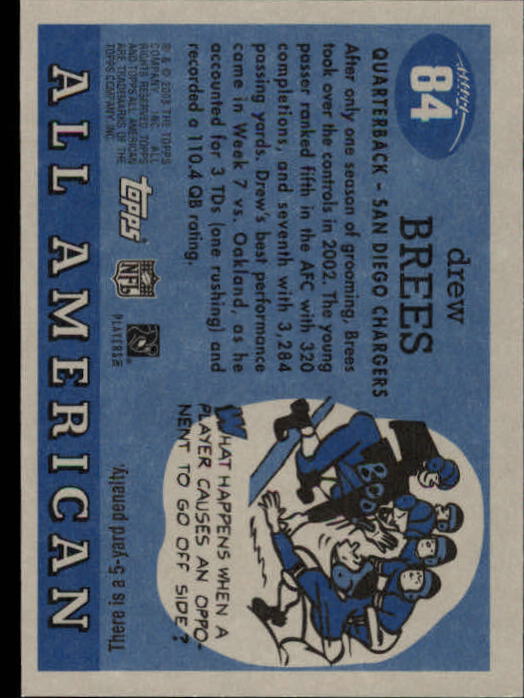 84
drew
BREES
QUARTERBACK - SAN DIEGO CHARGERS
After only one season of grooming, Brees
took over the controls in 2002. The young
passer ranked fifth in the AFC with 320
completions, and seventh with 3,284
passing yards. Drew's best performance
came in Week 7 vs. Oakland, as he
accounted for 3 TDs (one rushing) and
recorded a 110.4 QB rating.
WHAT HAPPENS WHEN A
PLAYER CAUSES AN OPPO-
NENT TO GO OFF SIDE?
There is a 5-yard penalty.
® & © 2003 THE TOPPS
COMPANY, INC. ALL
RIGHTS RESERVED. TOPPS
AND TOPPS ALL AMERICAN
ARE TRADEMARKS OF THE
TOPPS COMPANY, INC.
topps
NFL
PLAYERS
ALL AMERICAN